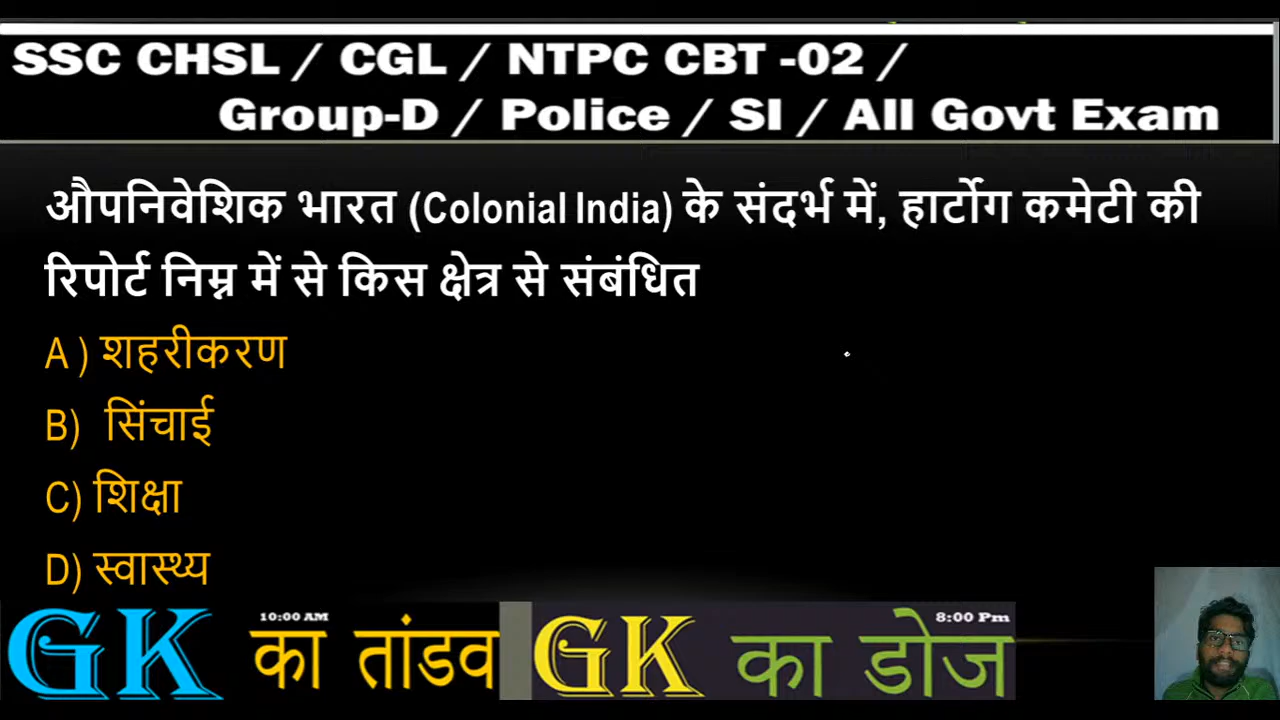 SSC CHSL / CGL / NTPC CBT -02 /
Group-D / Police / SI / All Govt Exam
औपनिवेशिक भारत (Colonial India) के संदर्भ में, हार्टोग कमेटी की
रिपोर्ट निम्न में से किस क्षेत्र से संबंधित
A ) शहरीकरण
B) सिंचाई
C) शिक्षा
D) स्वास्थ्य
GK का तांडव 10:00 AM GK का डोज 8:00 Pm